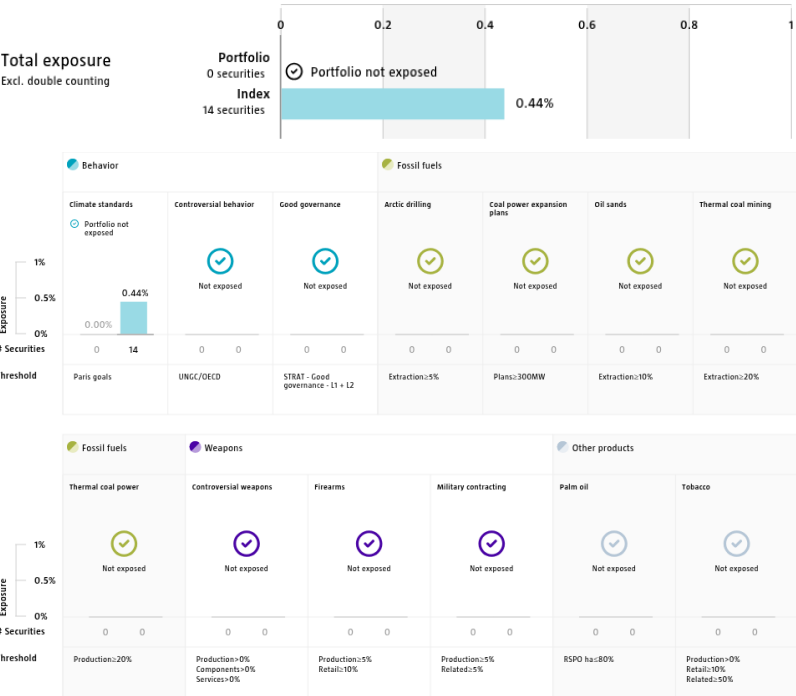 0 0.2 0.4 0.6 0.8 1
Total exposure
Excl. double counting
Portfolio
0 securities
Portfolio not exposed
Index
14 securities
0.44%
Behavior
Fossil fuels
Climate standards
Controversial behavior
Good governance
Arctic drilling
Coal power expansion
plans
Oil sands
Thermal coal mining
Portfolio not
exposed
Not exposed
Not exposed
Not exposed
Not exposed
Not exposed
Not exposed
Exposure
1%
0.5%
0%
0.00%
0.44%
# Securities
0 14 0 0 0 0 0 0 0 0 0 0 0 0
Paris goals
UNGC/OECD
STRAT - Good
governance - L1 + L2
Extraction≥5%
Plans≥300MW
Extraction≥10%
Extraction≥20%
Fossil fuels
Weapons
Other products
Thermal coal power
Controversial weapons
Firearms
Military contracting
Palm oil
Tobacco
Not exposed
Not exposed
Not exposed
Not exposed
Not exposed
Not exposed
Exposure
1%
0.5%
0%
# Securities
0 0 0 0 0 0 0 0 0 0 0 0
Production≥20%
Production>0%
Components>0%
Services>0%
Production≥5%
Retail≥10%
Production≥5%
Related≥5%
RSPO ha≤80%
Production>0%
Retail≥10%
Related≥50%